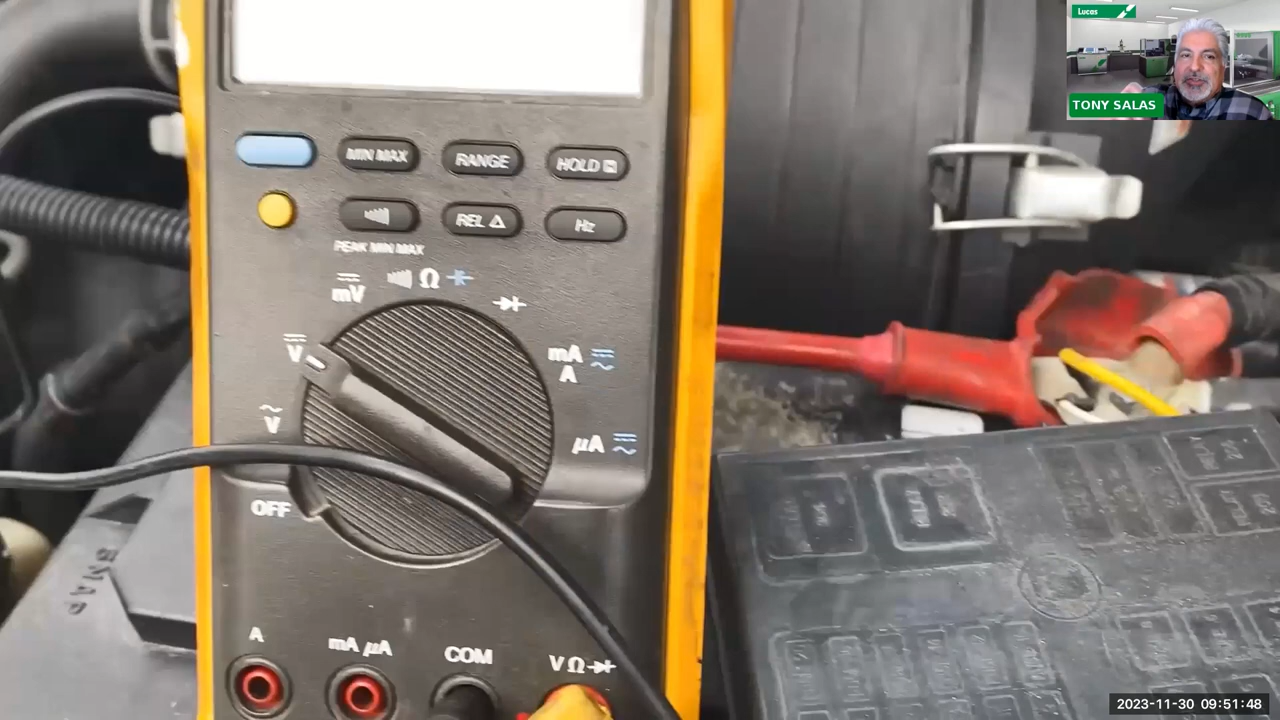 Lucas
TONY SALAS
MIN MAX
RANGE
HOLD
REL Δ
Hz
PEAK MIN MAX
mV
Ω
V
mA
A
V
µA
OFF
SNAP
A
mA µA
COM
V Ω
2023-11-30 09:51:48